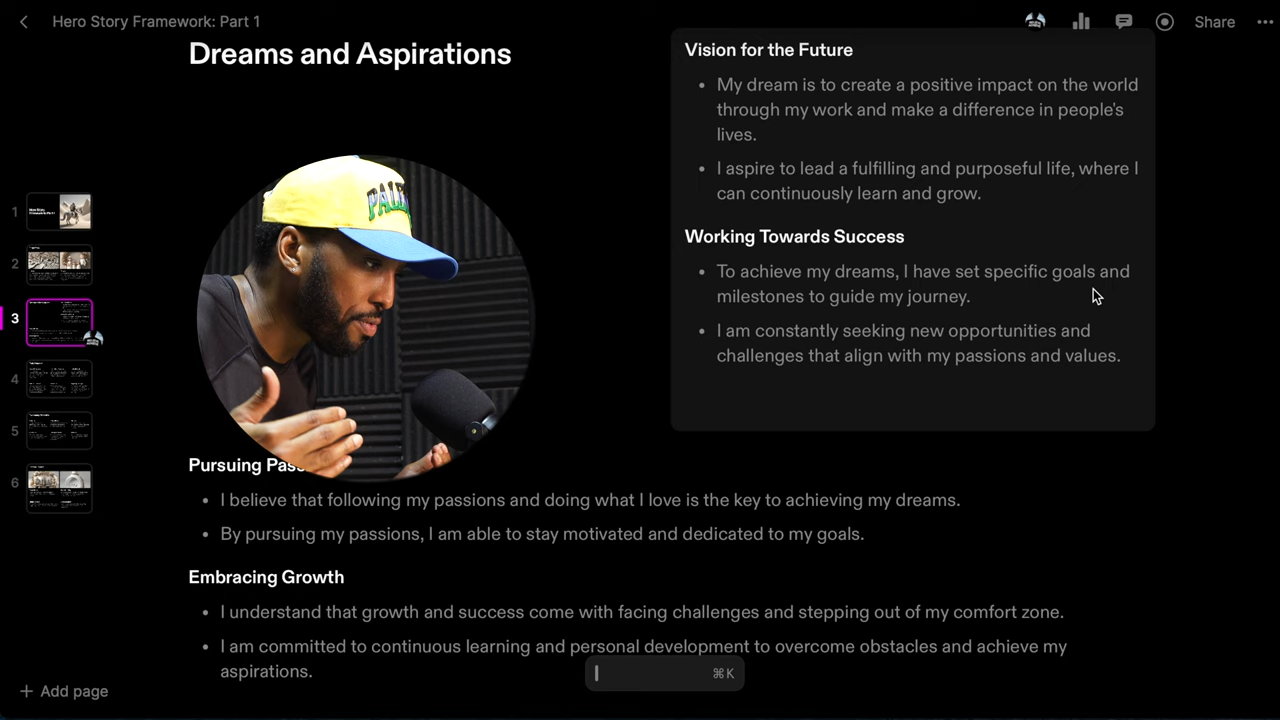 Hero Story Framework: Part 1
Share
Dreams and Aspirations
Vision for the Future
• My dream is to create a positive impact on the world
through my work and make a difference in people's
lives.
• I aspire to lead a fulfilling and purposeful life, where I
can continuously learn and grow.
Working Towards Success
• To achieve my dreams, I have set specific goals and
milestones to guide my journey.
• I am constantly seeking new opportunities and
challenges that align with my passions and values.
1
2
3
4
5
6
Pursuing
• I believe that following my passions and doing what I love is the key to achieving my dreams.
• By pursuing my passions, I am able to stay motivated and dedicated to my goals.
Embracing Growth
• I understand that growth and success come with facing challenges and stepping out of my comfort zone.
• I am committed to continuous learning and personal development to overcome obstacles and achieve my
aspirations.
⌘K
+ Add page